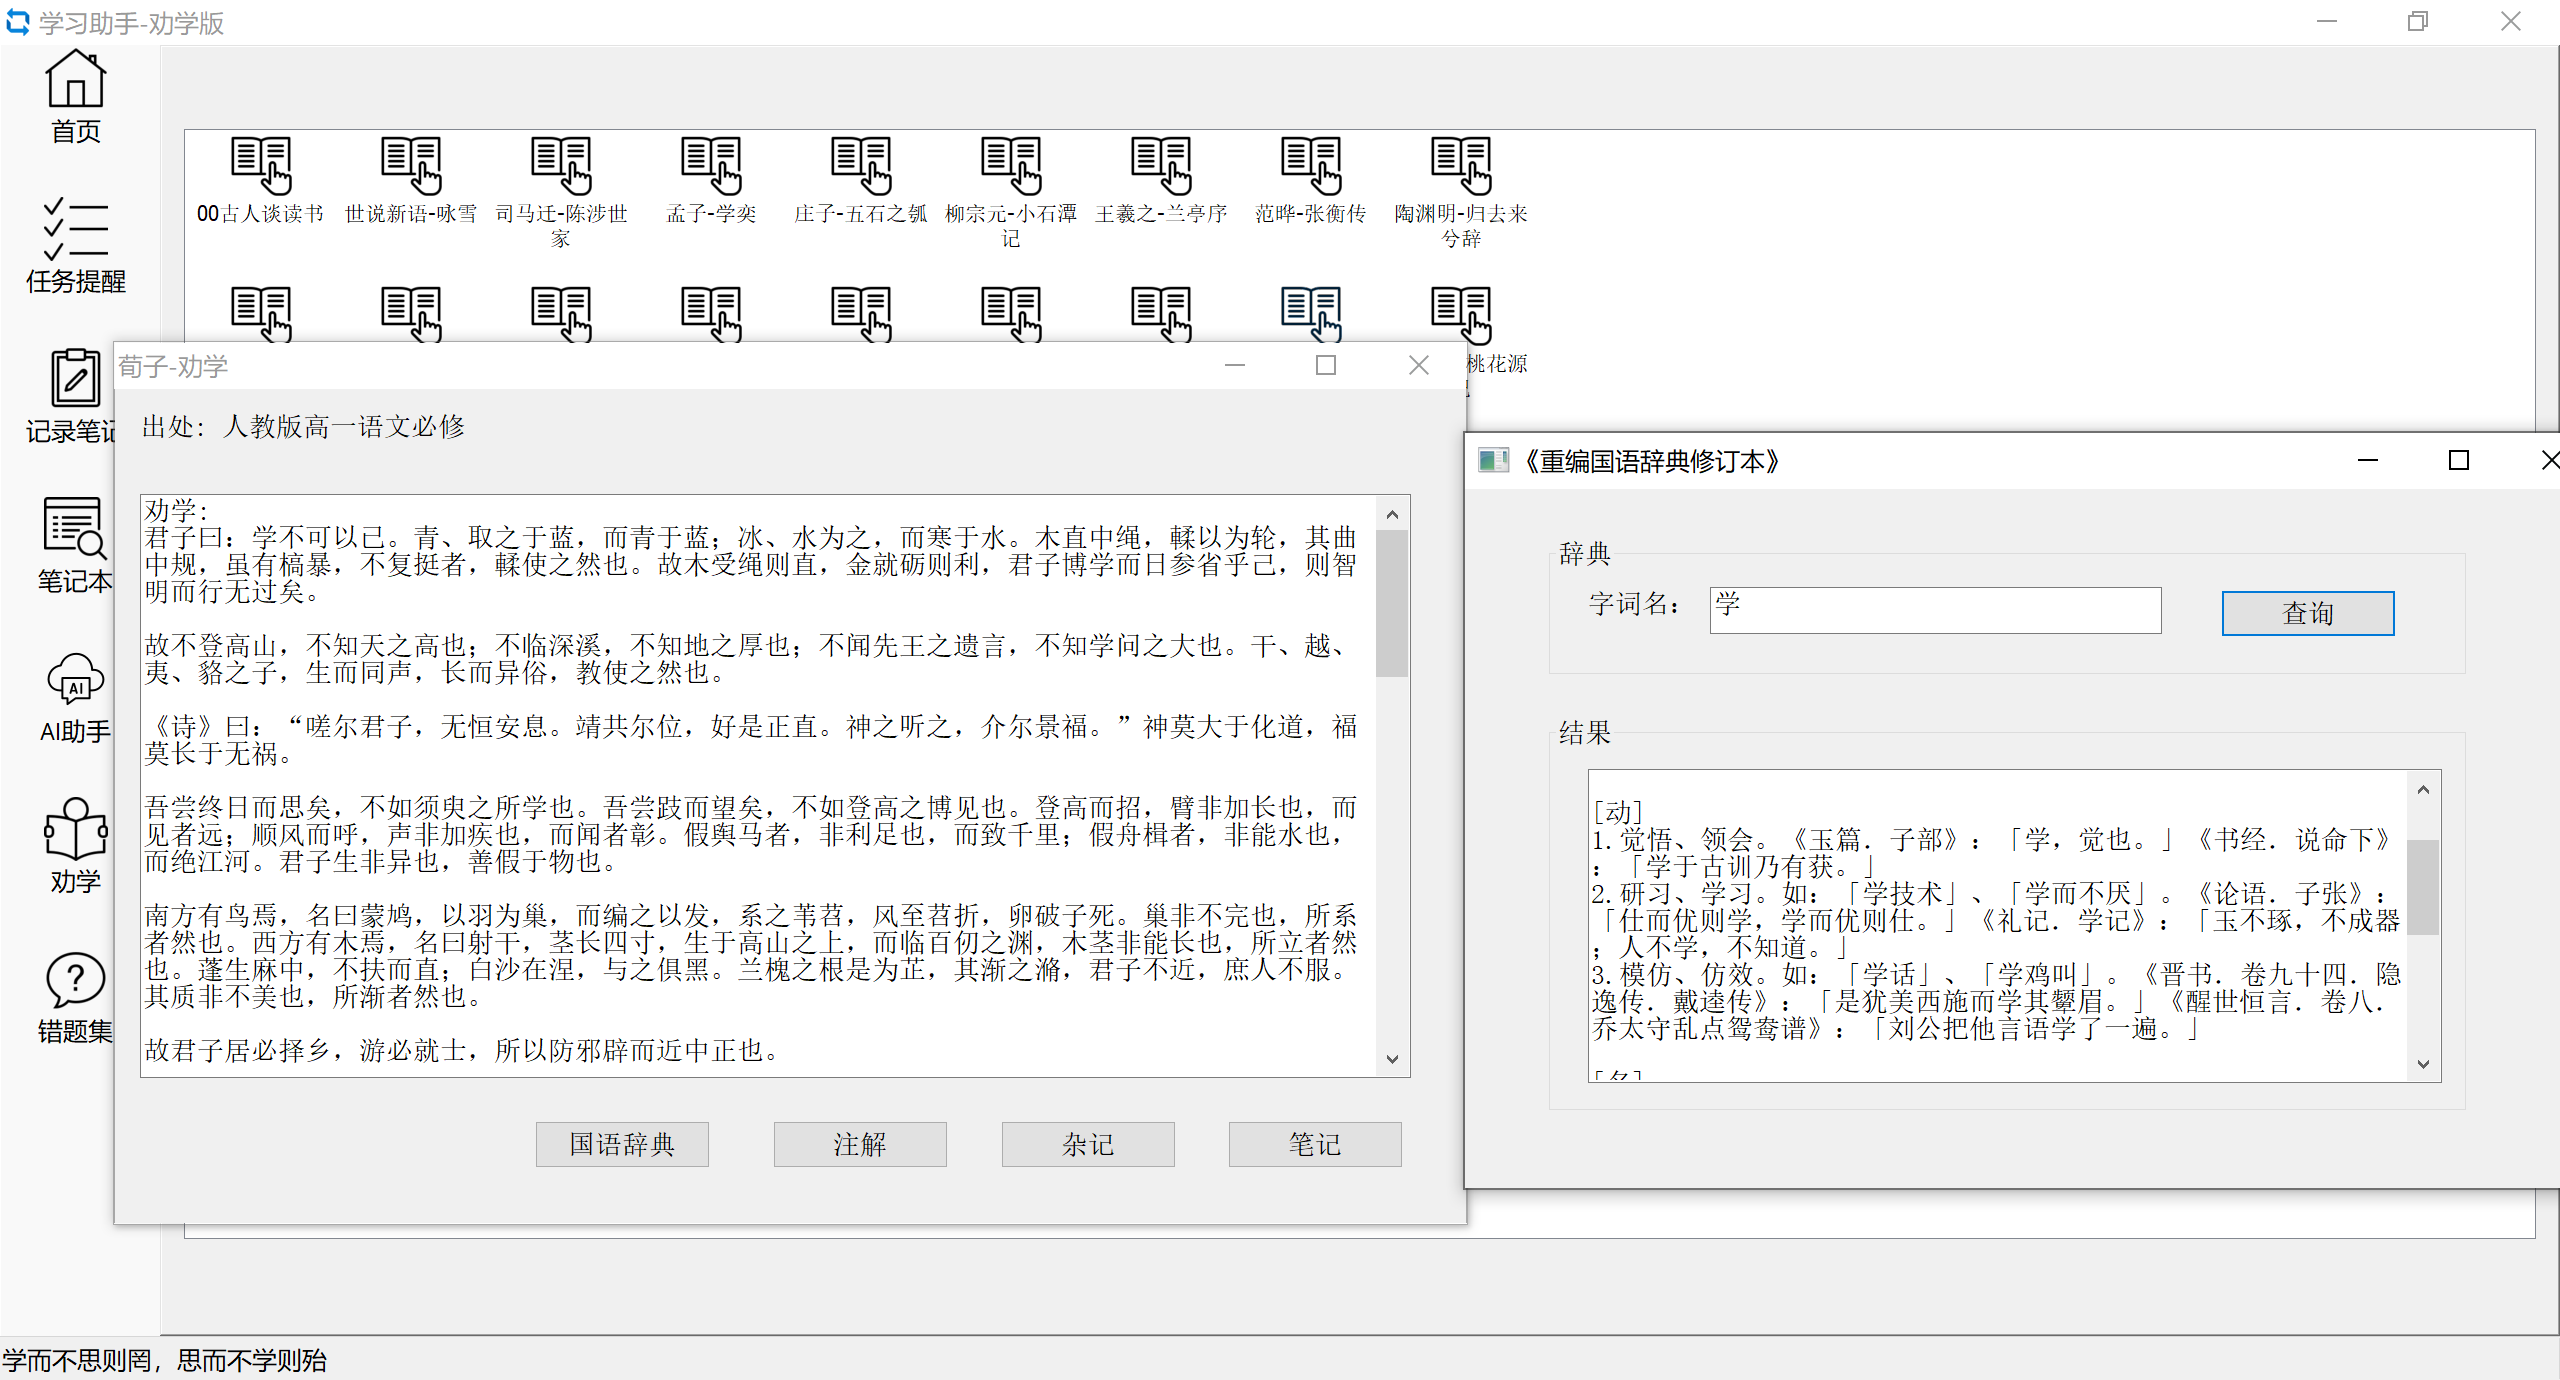 学习助手-劝学版
首页
任务提醒
记录笔记
笔记本
AI助手
劝学
错题集
00古人谈读书
世说新语-咏雪
司马迁-陈涉世
家
孟子-学奕
庄子-五石之瓠
柳宗元-小石潭
记
王羲之-兰亭序
范晔-张衡传
陶渊明-归去来
兮辞
桃花源
荀子-劝学
出处：人教版高一语文必修
劝学：
君子曰：学不可以己。青、取之于蓝，而青于蓝；冰、水为之，而寒于水。木直中绳，輮以为轮，其曲
中规，虽有槁暴，不复挺者，輮使之然也。故木受绳则直，金就砺则利，君子博学而日参省乎己，则智
明而行无过矣。
故不登高山，不知天之高也；不临深溪，不知地之厚也；不闻先王之遗言，不知学问之大也。干、越、
夷、貉之子，生而同声，长而异俗，教使之然也。
《诗》曰：“嗟尔君子，无恒安息。靖共尔位，好是正直。神之听之，介尔景福。”神莫大于化道，福
莫长于无祸。
吾尝终日而思矣，不如须臾之所学也。吾尝跂而望矣，不如登高之博见也。登高而招，臂非加长也，而
见者远；顺风而呼，声非加疾也，而闻者彰。假舆马者，非利足也，而致千里；假舟楫者，非能水也，
而绝江河。君子生非异也，善假于物也。
南方有鸟焉，名曰蒙鸠，以羽为巢，而编之以发，系之苇苕，风至苕折，卵破子死。巢非不完也，所系
者然也。西方有木焉，名曰射干，茎长四寸，生于高山之上，而临百仞之渊，木茎非能长也，所立者然
也。蓬生麻中，不扶而直；白沙在涅，与之俱黑。兰槐之根是为芷，其渐之滫，君子不近，庶人不服。
其质非不美也，所渐者然也。
故君子居必择乡，游必就士，所以防邪辟而近中正也。
国语辞典
注解
杂记
笔记
《重编国语辞典修订本》
辞典
字词名：
学
查询
结果
[动]
1.觉悟、领会。《玉篇．子部》：「学，觉也。」《书经．说命下》
：「学于古训乃有获。」
2.研习、学习。如：「学技术」、「学而不厌」。《论语．子张》：
「仕而优则学，学而优则仕。」《礼记．学记》：「玉不琢，不成器
；人不学，不知道。」
3.模仿、仿效。如：「学话」、「学鸡叫」。《晋书．卷九十四．隐
逸传．戴逵传》：「是犹美西施而学其颦眉。」《醒世恒言．卷八．
乔太守乱点鸳鸯谱》：「刘公把他言语学了一遍。」
学而不思则罔，思而不学则殆